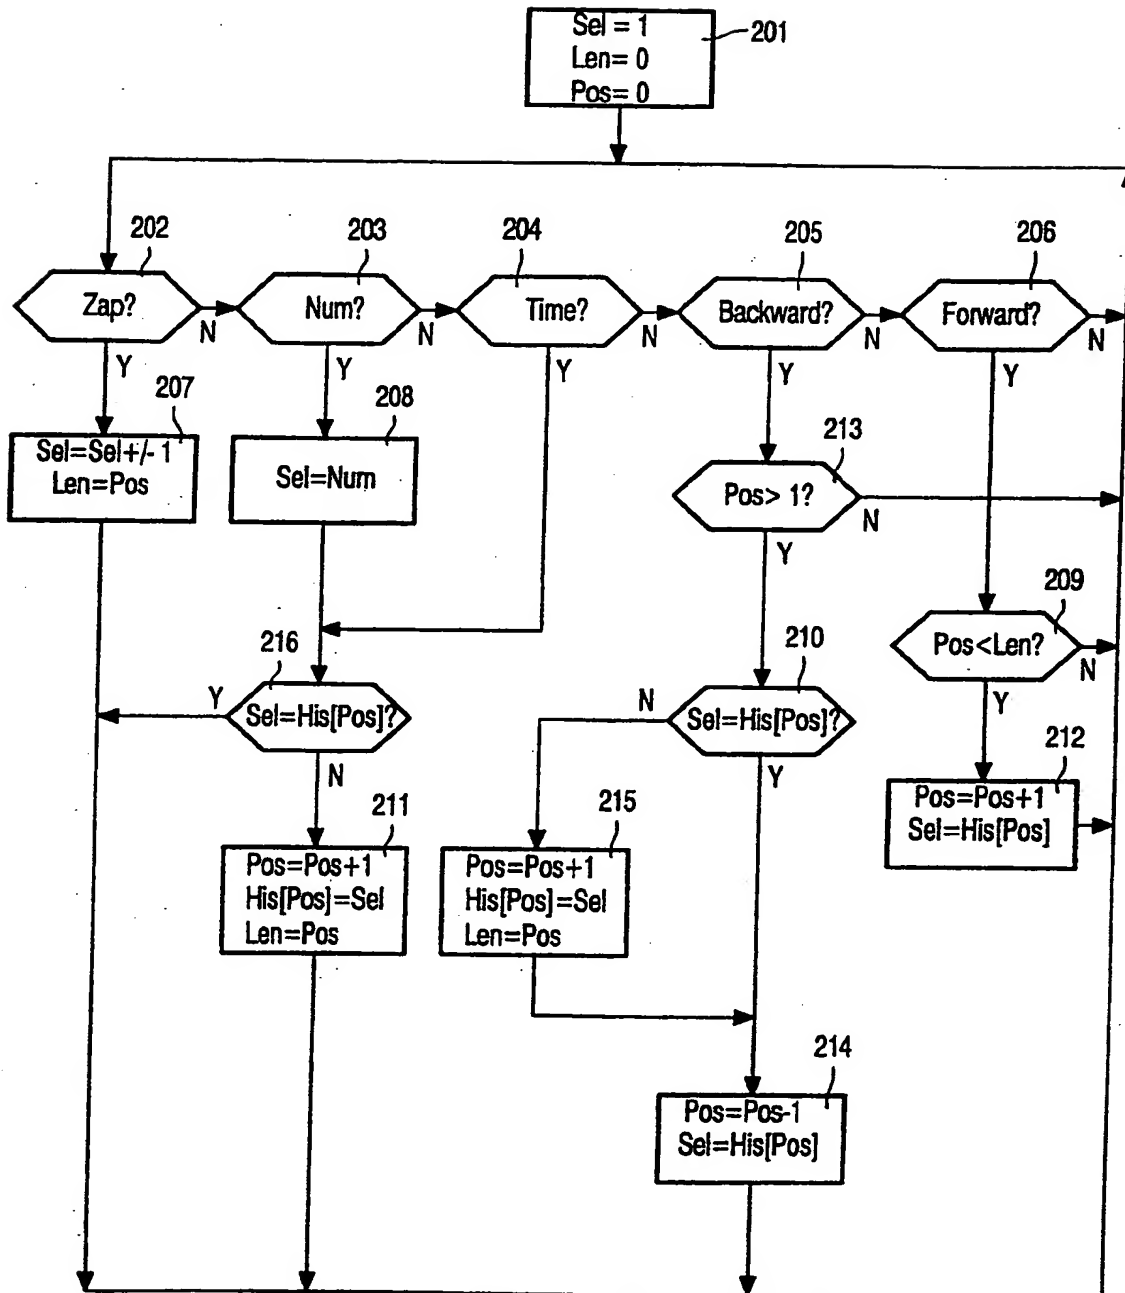 Sel = 1
Len= 0
Pos= 0
201
202
203
204
205
206
Zap?
Num?
Time?
Backward?
Forward?
N
N
N
N
N
Y
Y
Y
Y
Y
207
Sel=Sel+/- 1
Len=Pos
208
Sel=Num
213
Pos> 1?
N
Y
209
Pos<Len?
N
Y
216
Sel=His[Pos]?
Y
N
210
Sel=His[Pos]?
N
Y
212
Pos=Pos+1
Sel=His[Pos]
211
Pos=Pos+1
His[Pos]=Sel
Len=Pos
215
Pos=Pos+1
His[Pos]=Sel
Len=Pos
214
Pos=Pos-1
Sel=His[Pos]